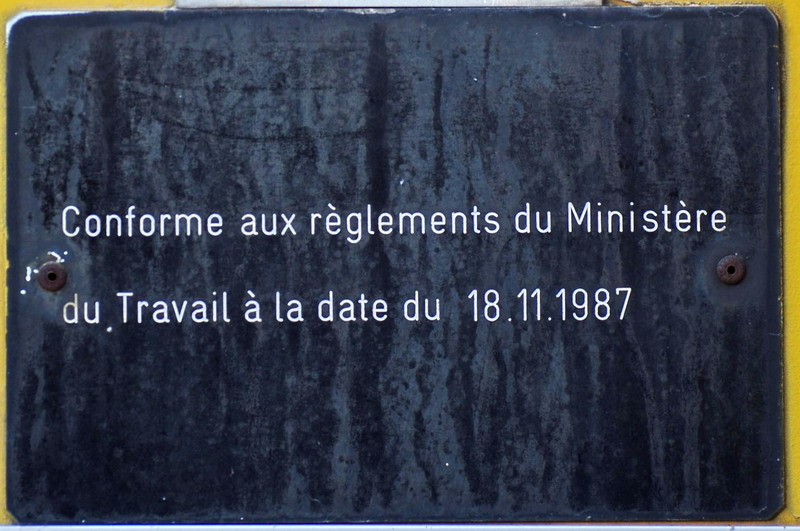 Conforme aux règlements du Ministère
du Travail à la date du 18.11.1987